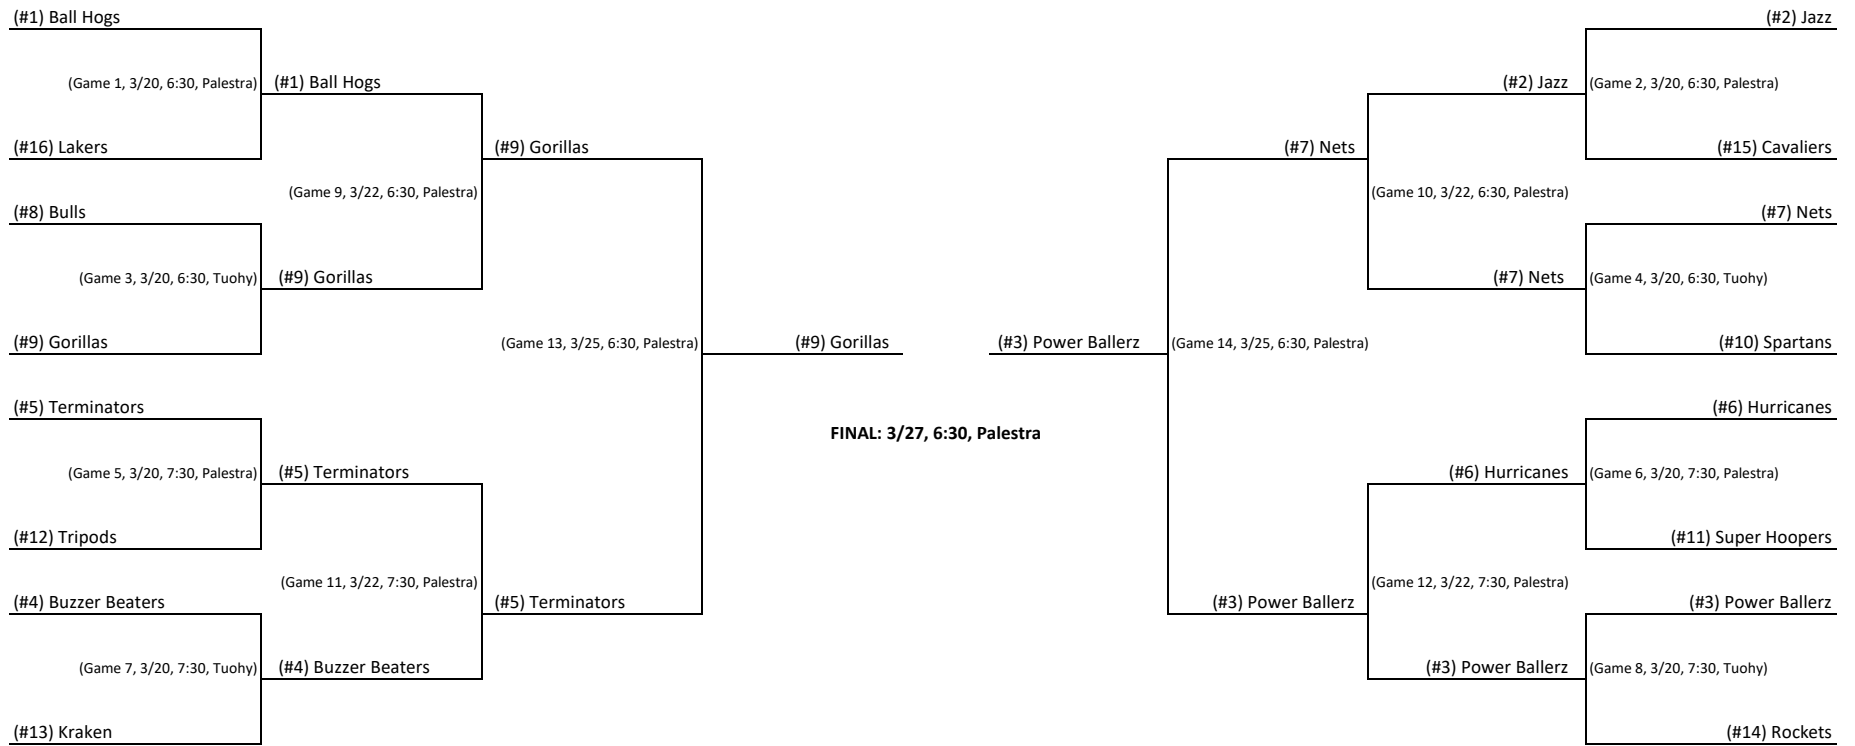 (#1) Ball Hogs
(#2) Jazz
(Game 1, 3/20, 6:30, Palestra)
(#1) Ball Hogs
(#2) Jazz
(Game 2, 3/20, 6:30, Palestra)
(#16) Lakers
(#9) Gorillas
(#7) Nets
(#15) Cavaliers
(Game 9, 3/22, 6:30, Palestra)
(Game 10, 3/22, 6:30, Palestra)
(#8) Bulls
(#7) Nets
(Game 3, 3/20, 6:30, Tuohy)
(#9) Gorillas
(#7) Nets
(Game 4, 3/20, 6:30, Tuohy)
(#9) Gorillas
(Game 13, 3/25, 6:30, Palestra)
(#9) Gorillas
(#3) Power Ballerz
(Game 14, 3/25, 6:30, Palestra)
(#10) Spartans
(#5) Terminators
(#6) Hurricanes
FINAL: 3/27, 6:30, Palestra
(Game 5, 3/20, 7:30, Palestra)
(#5) Terminators
(#6) Hurricanes
(Game 6, 3/20, 7:30, Palestra)
(#12) Tripods
(#11) Super Hoopers
(Game 11, 3/22, 7:30, Palestra)
(Game 12, 3/22, 7:30, Palestra)
(#4) Buzzer Beaters
(#5) Terminators
(#3) Power Ballerz
(#3) Power Ballerz
(Game 7, 3/20, 7:30, Tuohy)
(#4) Buzzer Beaters
(#3) Power Ballerz
(Game 8, 3/20, 7:30, Tuohy)
(#13) Kraken
(#14) Rockets